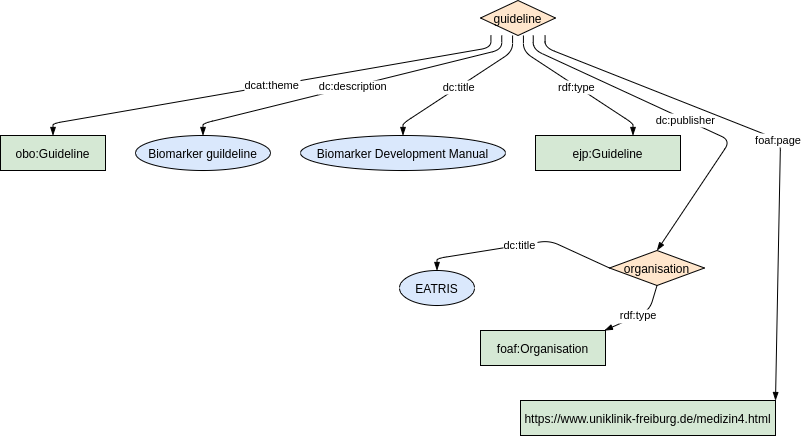 guideline
dcat:theme
dc:description
dc:title
rdf:type
dc:publisher
foaf:page
obo:Guideline
Biomarker guildeline
Biomarker Development Manual
ejp:Guideline
dc:title
organisation
EATRIS
rdf:type
foaf:Organisation
https://www.uniklinik-freiburg.de/medizin4.html